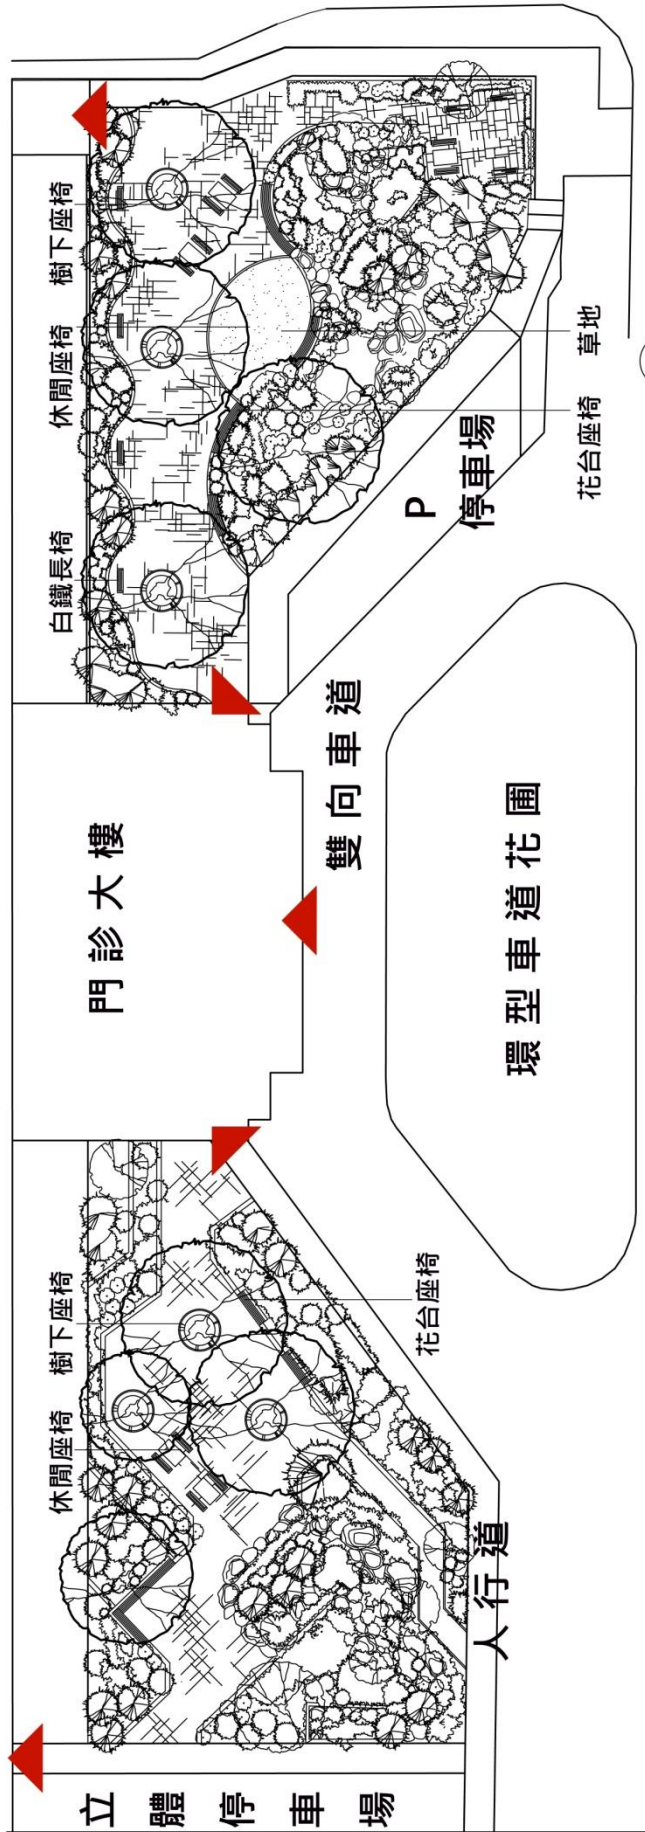 樹下座椅
休閒座椅
白鐵長椅
草地
花台座椅
P
停車場
門診大樓
雙向車道
環型車道花圃
樹下座椅
休閒座椅
花台座椅
人行道
立體停車場